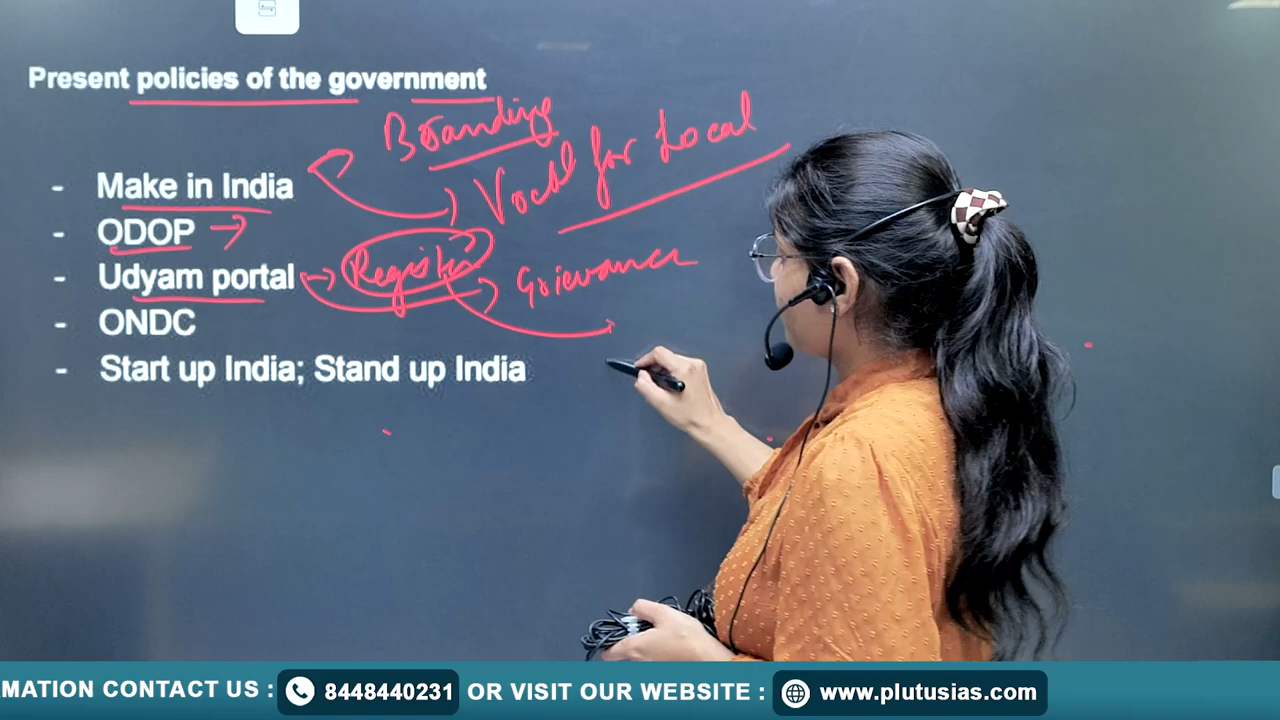 Present policies of the government
Branding
Vocal for Local
- Make in India
- ODOP →
- Udyam portal → Register
Grievance
- ONDC
- Start up India; Stand up India
RMATION CONTACT US : 8448440231 OR VISIT OUR WEBSITE : www.plutusias.com